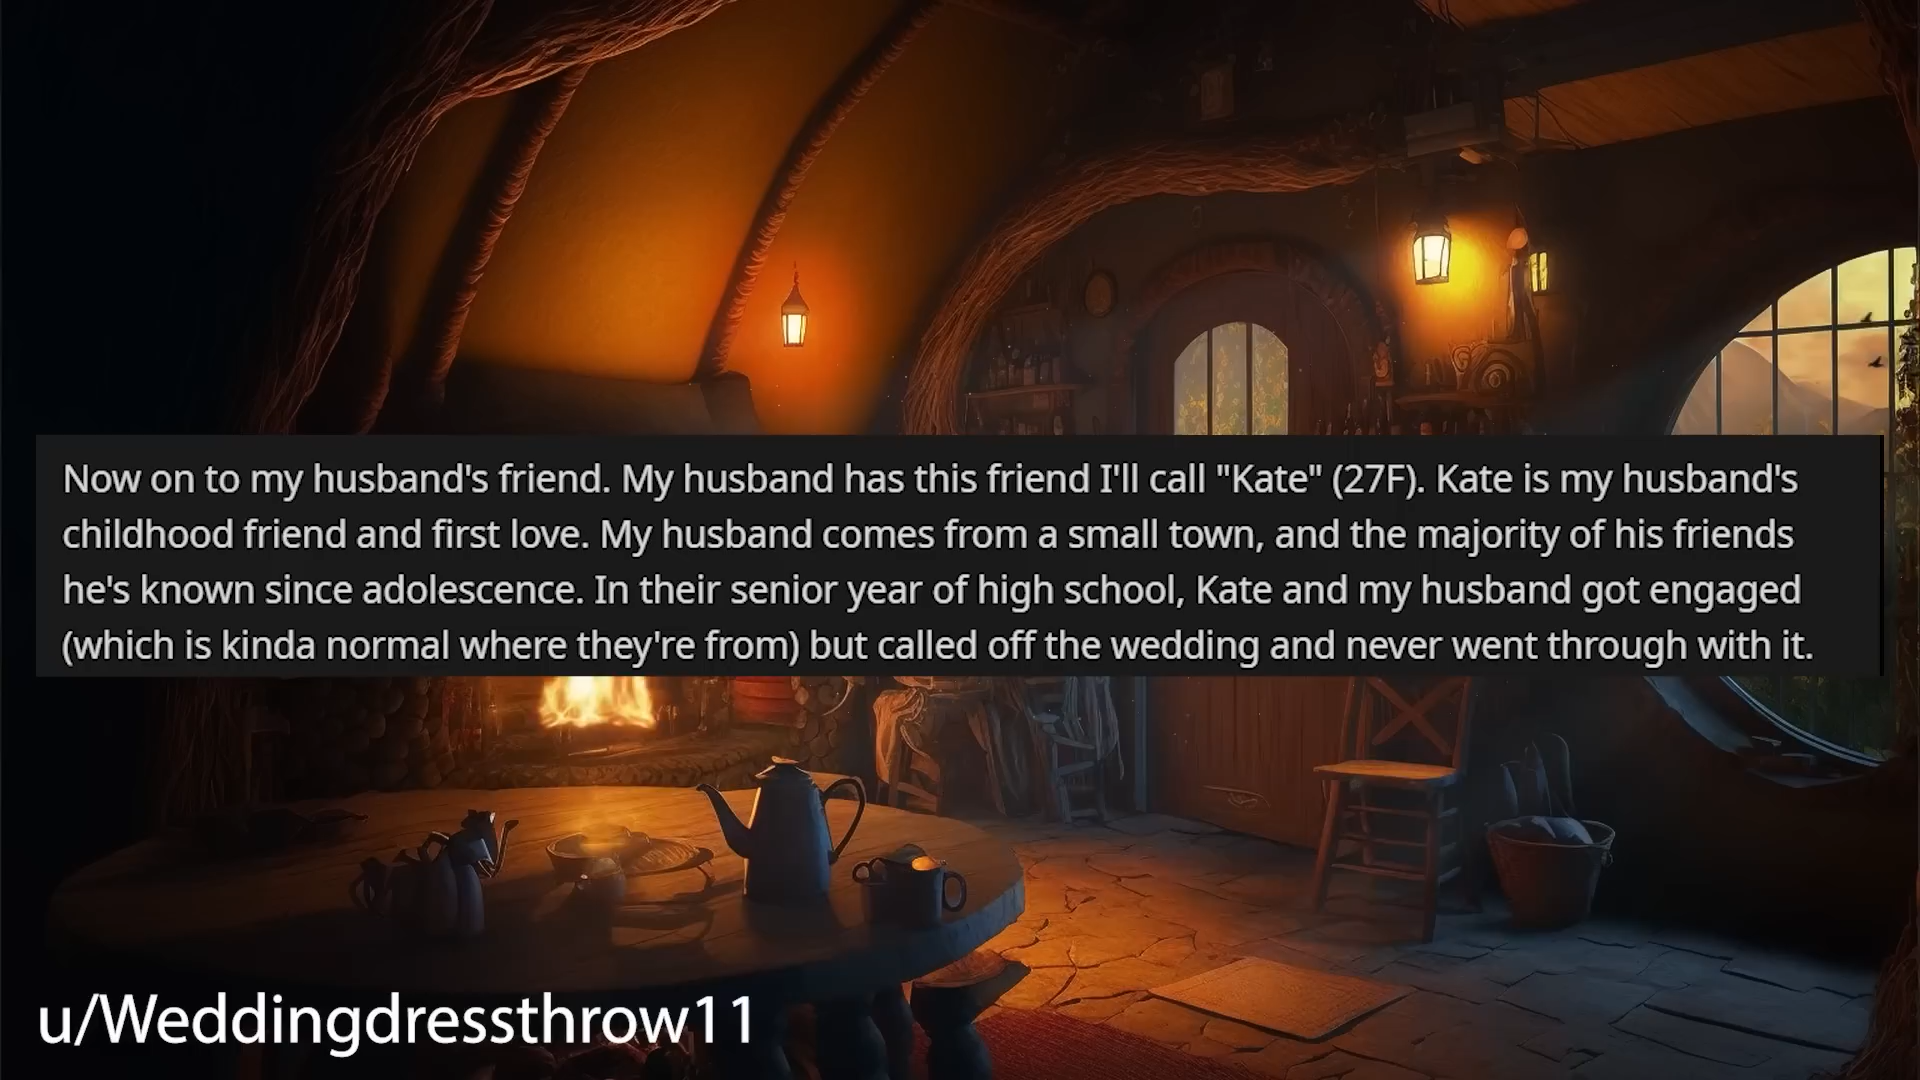 Now on to my husband's friend. My husband has this friend I'll call "Kate" (27F). Kate is my husband's
childhood friend and first love. My husband comes from a small town, and the majority of his friends
he's known since adolescence. In their senior year of high school, Kate and my husband got engaged
(which is kinda normal where they're from) but called off the wedding and never went through with it.
u/Weddingdressthrow11